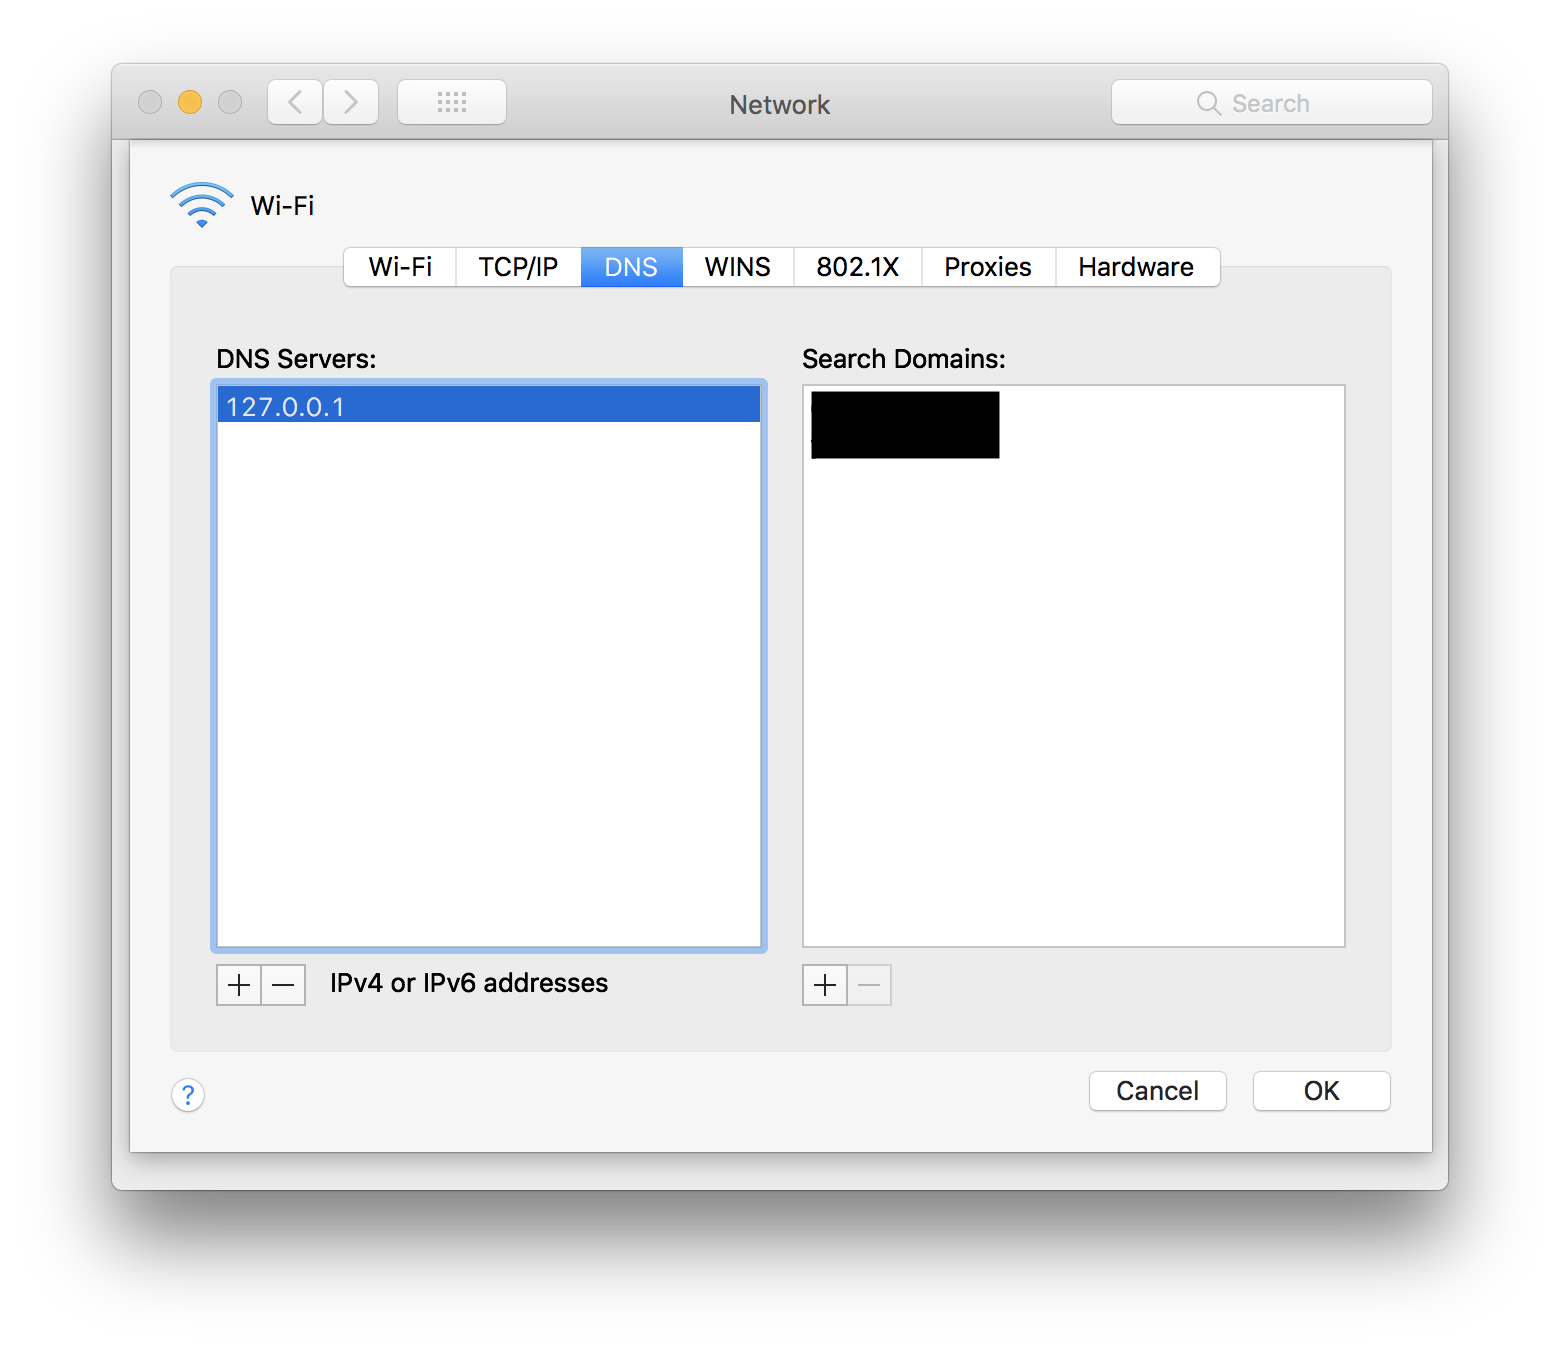 Network
Search
Wi-Fi
Wi-Fi TCP/IP DNS WINS 802.1X Proxies Hardware
DNS Servers:
127.0.0.1
IPv4 or IPv6 addresses
Search Domains:
?
Cancel OK